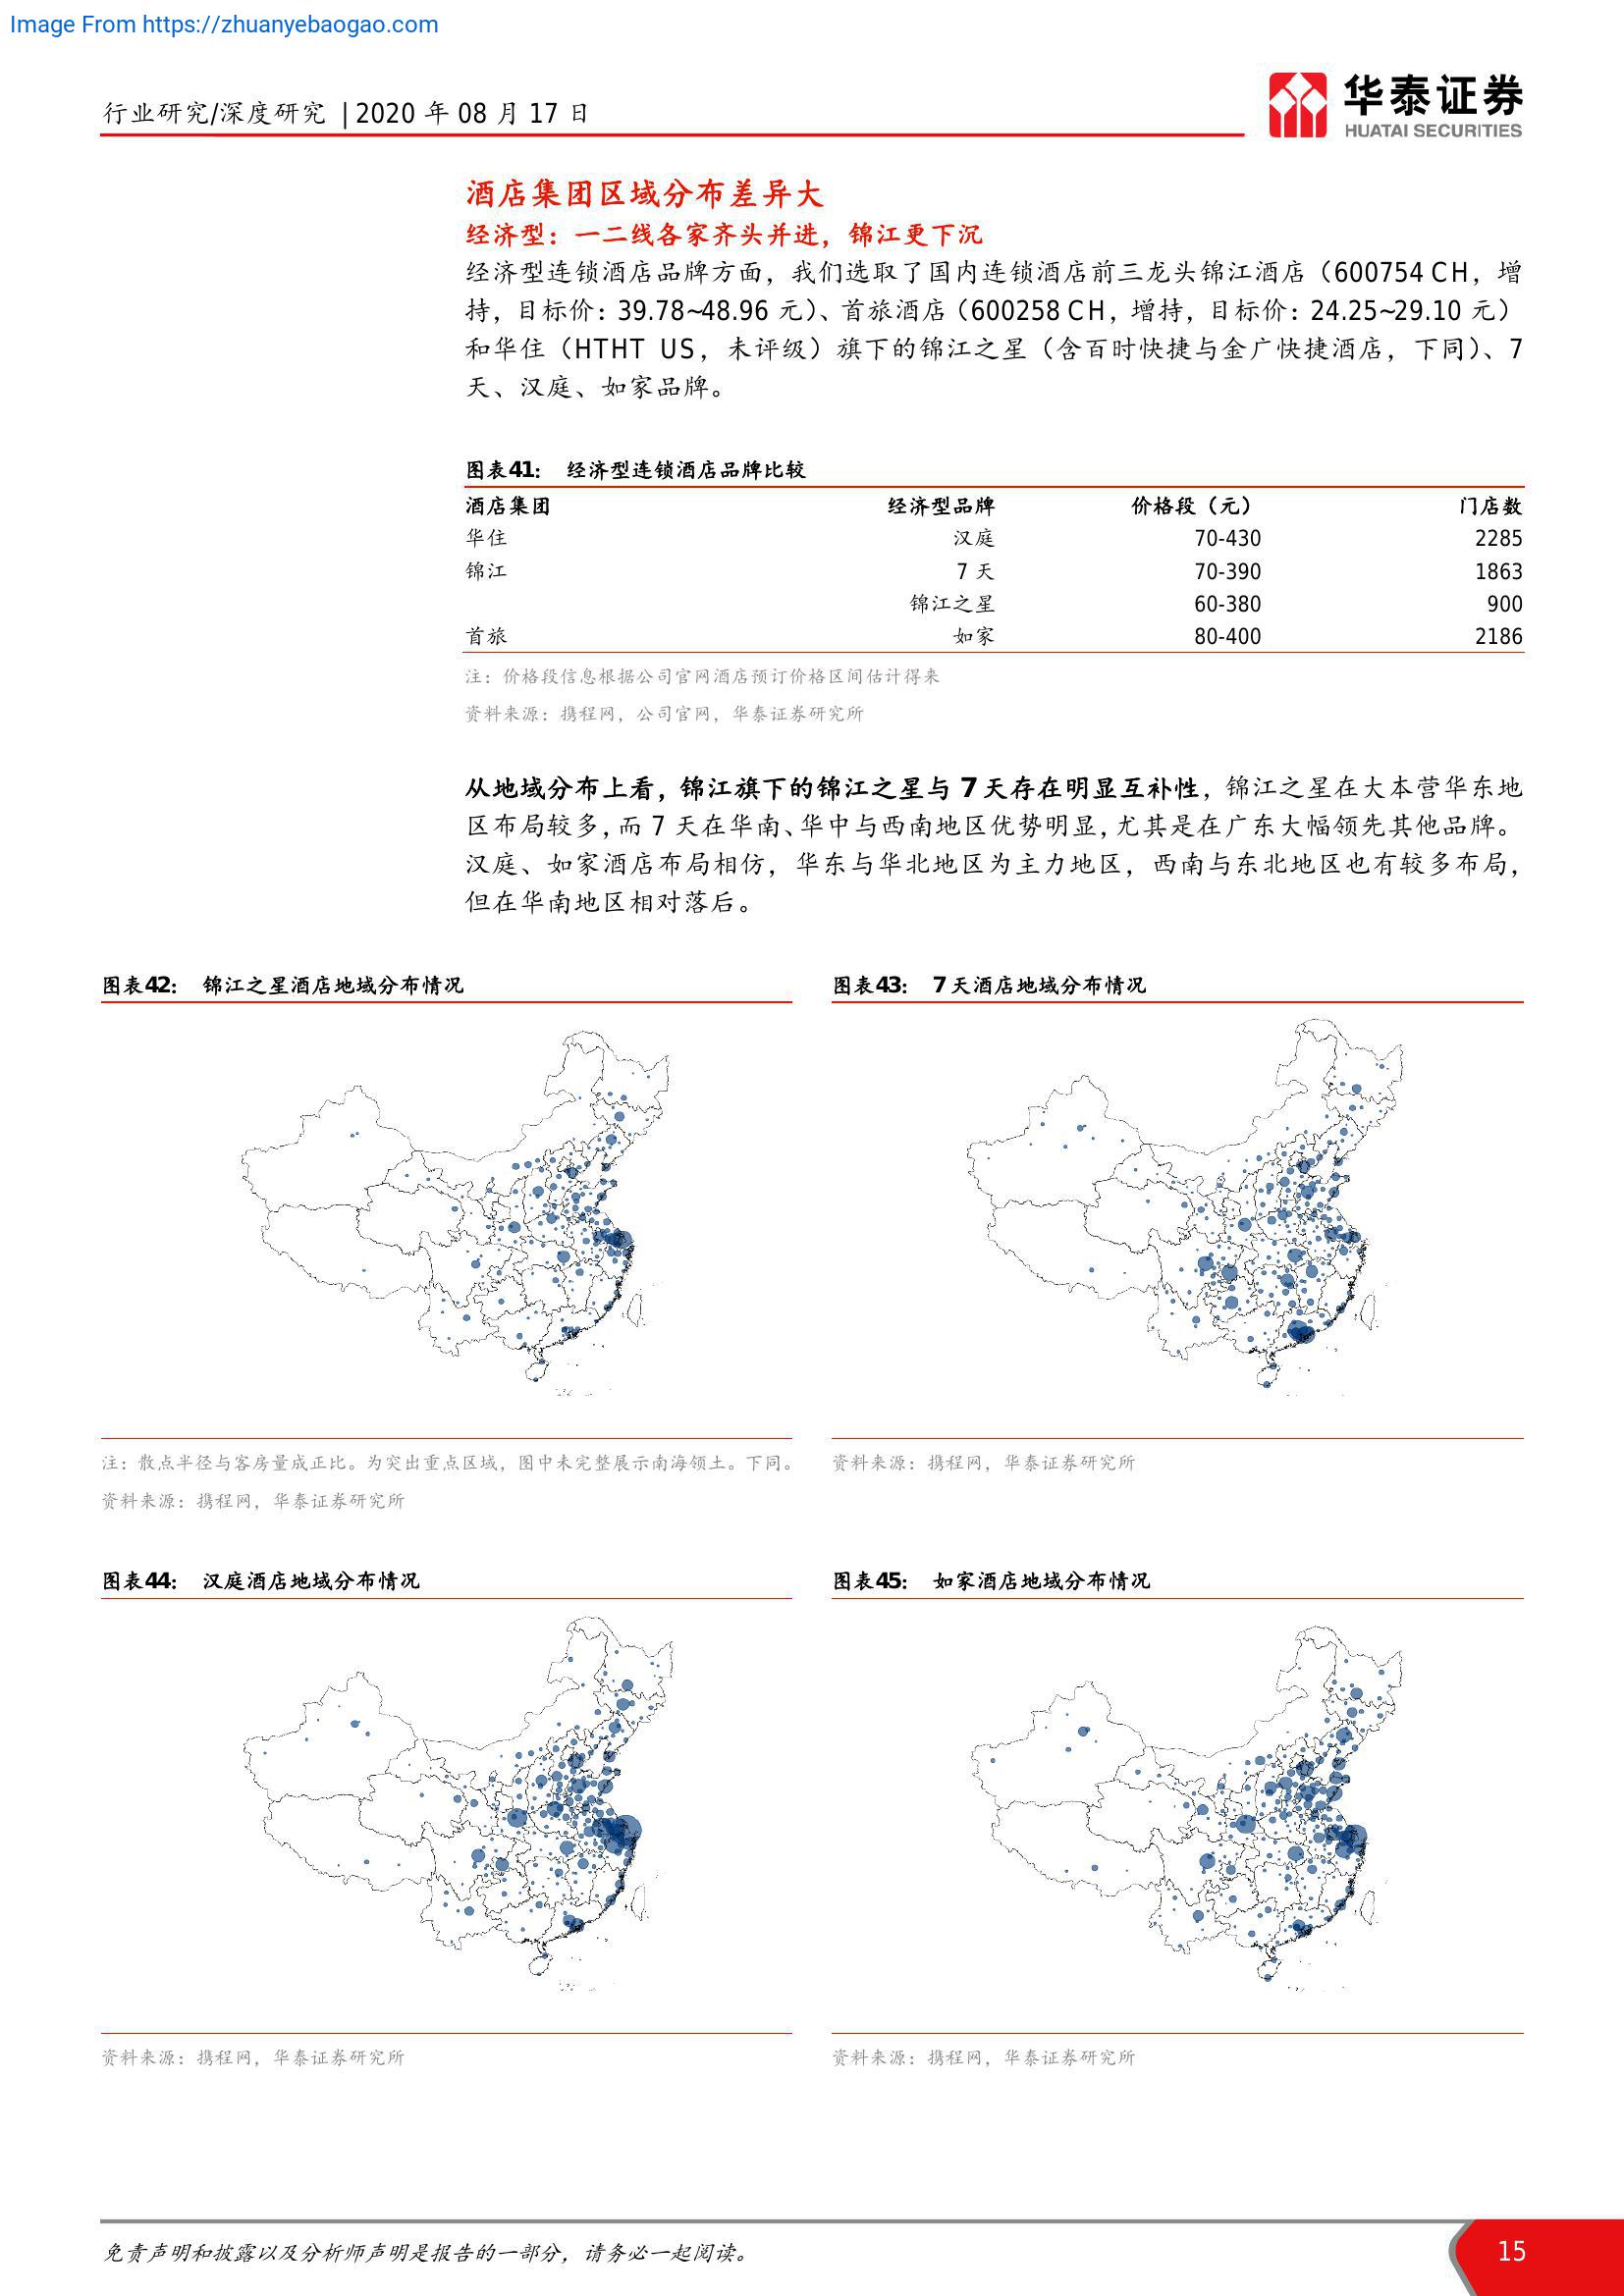 Image From https://zhuanyebaogao.com
行业研究/深度研究 | 2020 年 08 月 17 日
华泰证券
HUATAI SECURITIES
酒店集团区域分布差异大
经济型：一二线各家齐头并进，锦江更下沉
经济型连锁酒店品牌方面，我们选取了国内连锁酒店前三龙头锦江酒店（600754 CH，增
持，目标价：39.78~48.96 元）、首旅酒店（600258 CH，增持，目标价：24.25~29.10 元）
和华住（HTHT US，未评级）旗下的锦江之星（含百时快捷与金广快捷酒店，下同）、7
天、汉庭、如家品牌。
图表41： 经济型连锁酒店品牌比较
酒店集团 经济型品牌 价格段（元） 门店数
华住 汉庭 70-430 2285
锦江 7 天 70-390 1863
锦江之星 60-380 900
首旅 如家 80-400 2186
注：价格段信息根据公司官网酒店预订价格区间估计得来
资料来源：携程网，公司官网，华泰证券研究所
从地域分布上看，锦江旗下的锦江之星与 7 天存在明显互补性，锦江之星在大本营华东地
区布局较多，而 7 天在华南、华中与西南地区优势明显，尤其是在广东大幅领先其他品牌。
汉庭、如家酒店布局相仿，华东与华北地区为主力地区，西南与东北地区也有较多布局，
但在华南地区相对落后。
图表42： 锦江之星酒店地域分布情况
图表43： 7 天酒店地域分布情况
注：散点半径与客房量成正比。为突出重点区域，图中未完整展示南海领土。下同。
资料来源：携程网，华泰证券研究所
资料来源：携程网，华泰证券研究所
图表44： 汉庭酒店地域分布情况
图表45： 如家酒店地域分布情况
资料来源：携程网，华泰证券研究所
资料来源：携程网，华泰证券研究所
免责声明和披露以及分析师声明是报告的一部分，请务必一起阅读。
15